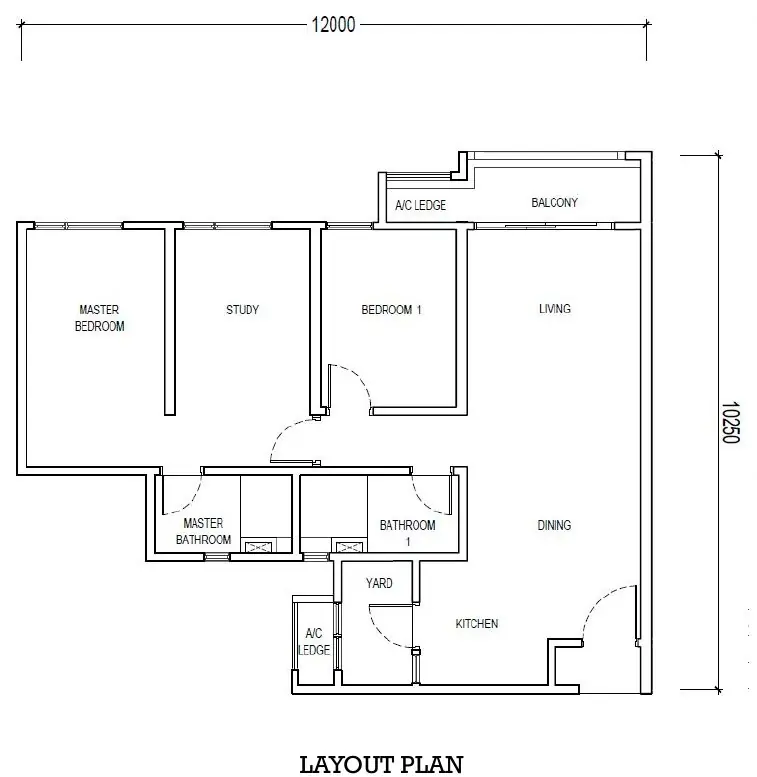 12000
A/C LEDGE
BALCONY
MASTER
BEDROOM
STUDY
BEDROOM 1
LIVING
10250
MASTER
BATHROOM
BATHROOM
1
DINING
YARD
KITCHEN
A/C
LEDGE
LAYOUT PLAN